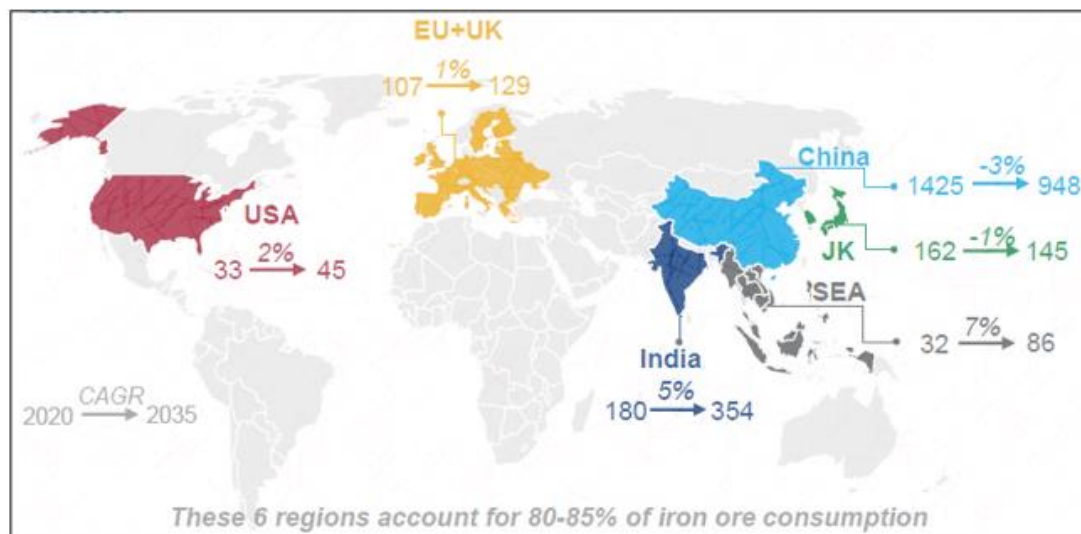 EU+UK
1%
107 129
China
-3%
1425 948
USA
2%
33 45
JK
-1%
162 145
SEA
7%
32 86
India
5%
180 354
CAGR
2020 2035
These 6 regions account for 80-85% of iron ore consumption